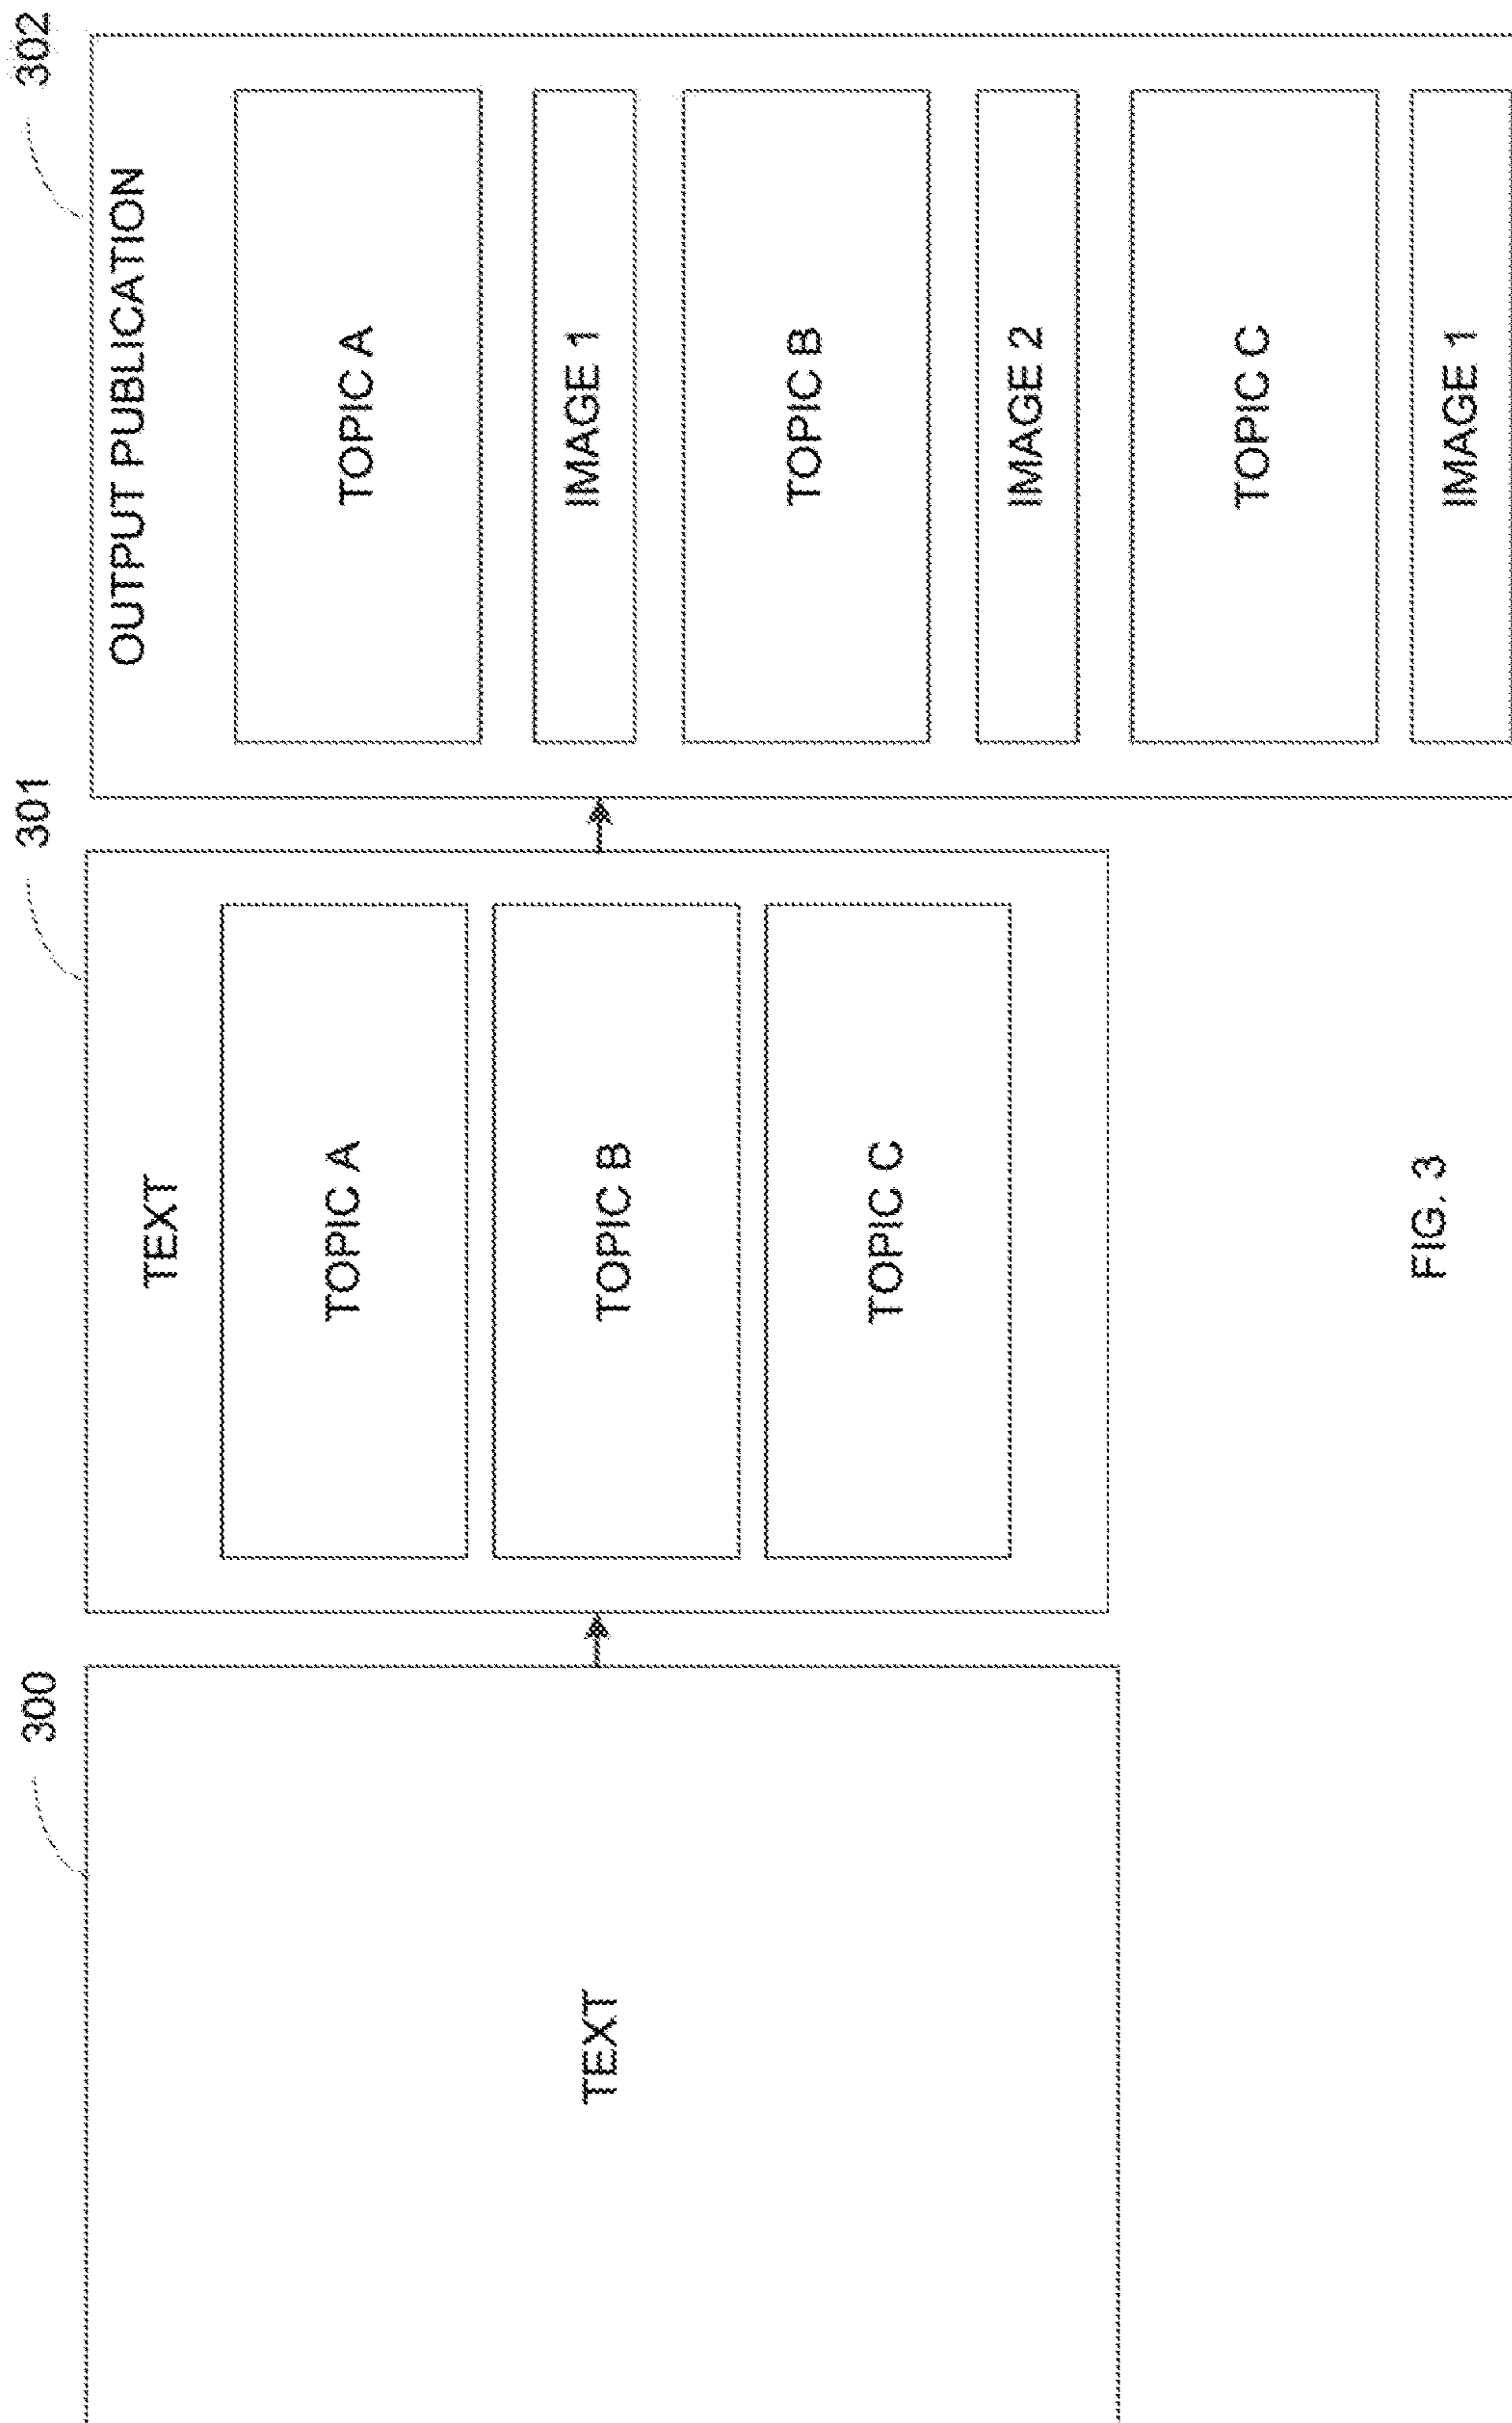 300
TEXT
301
TEXT
TOPIC A
TOPIC B
TOPIC C
302
OUTPUT PUBLICATION
TOPIC A
IMAGE 1
TOPIC B
IMAGE 2
TOPIC C
IMAGE 1
FIG. 3